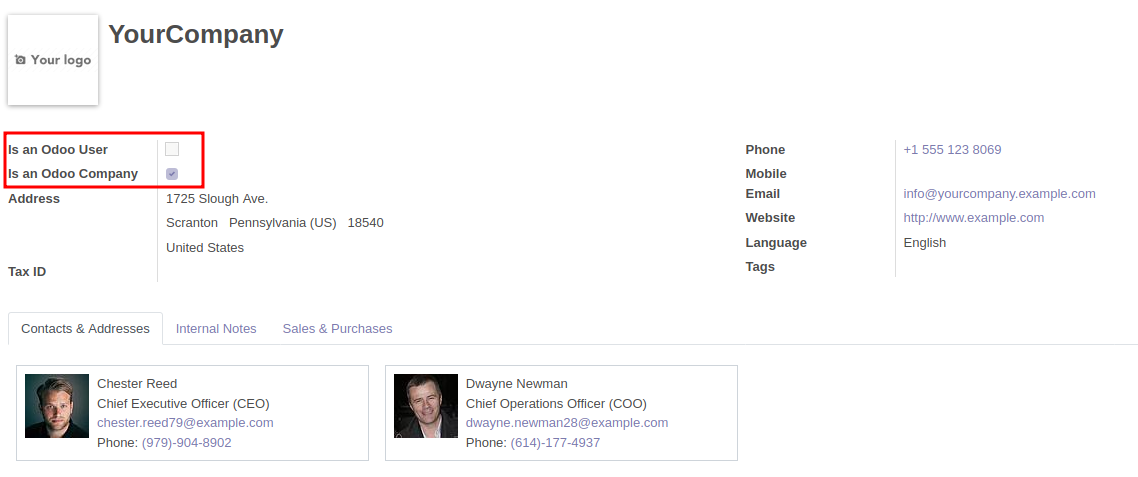 Your logo
YourCompany
Is an Odoo User
Is an Odoo Company
Address
1725 Slough Ave.
Scranton Pennsylvania (US) 18540
United States
Tax ID
Phone +1 555 123 8069
Mobile
Email info@yourcompany.example.com
Website http://www.example.com
Language English
Tags
Contacts & Addresses Internal Notes Sales & Purchases
Chester Reed
Chief Executive Officer (CEO)
chester.reed79@example.com
Phone: (979)-904-8902
Dwayne Newman
Chief Operations Officer (COO)
dwayne.newman28@example.com
Phone: (614)-177-4937